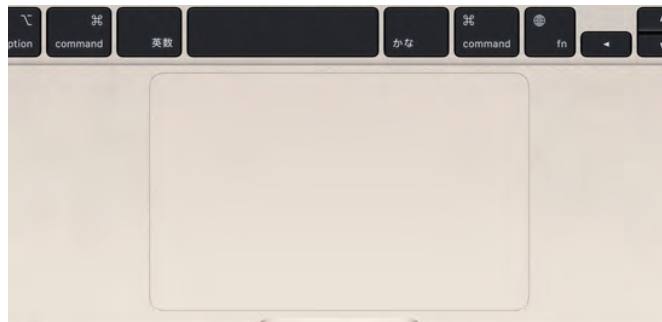 ⌥ ⌘ ⌘
ption command 英数 かな command fn ◂